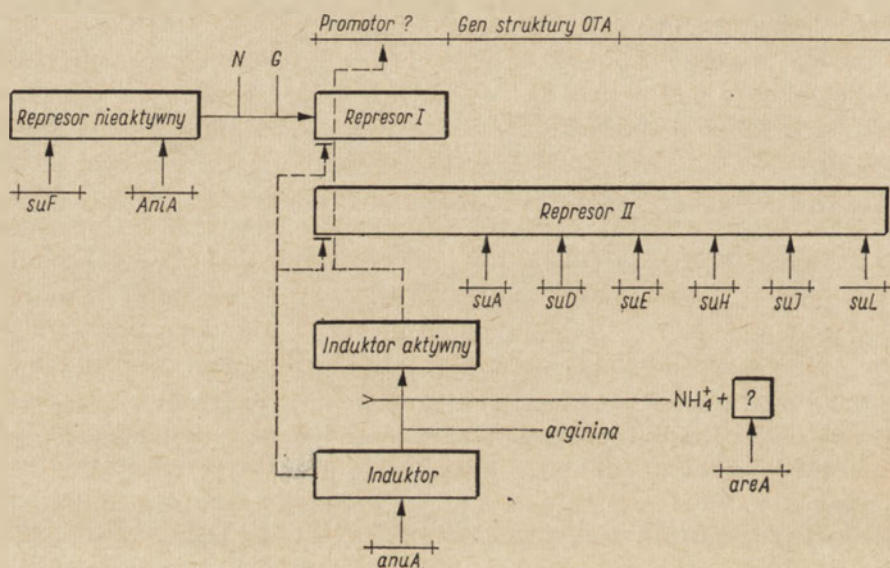 Promotor ?
Gen struktury OTA
N
G
Represor nieaktywny
Represor I
suF
AniA
Represor II
suA
suD
suE
suH
suJ
suL
Induktor aktywny
NH₄⁺ + ?
arginina
Induktor
areA
anuA